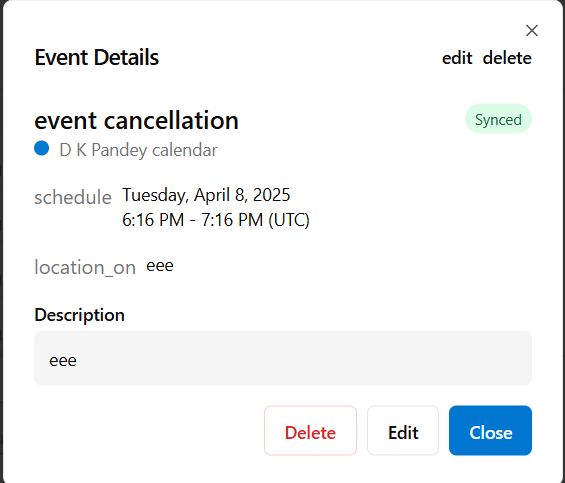 Event Details
edit delete
event cancellation
Synced
D K Pandey calendar
schedule Tuesday, April 8, 2025
6:16 PM - 7:16 PM (UTC)
location_on eee
Description
eee
Delete Edit Close